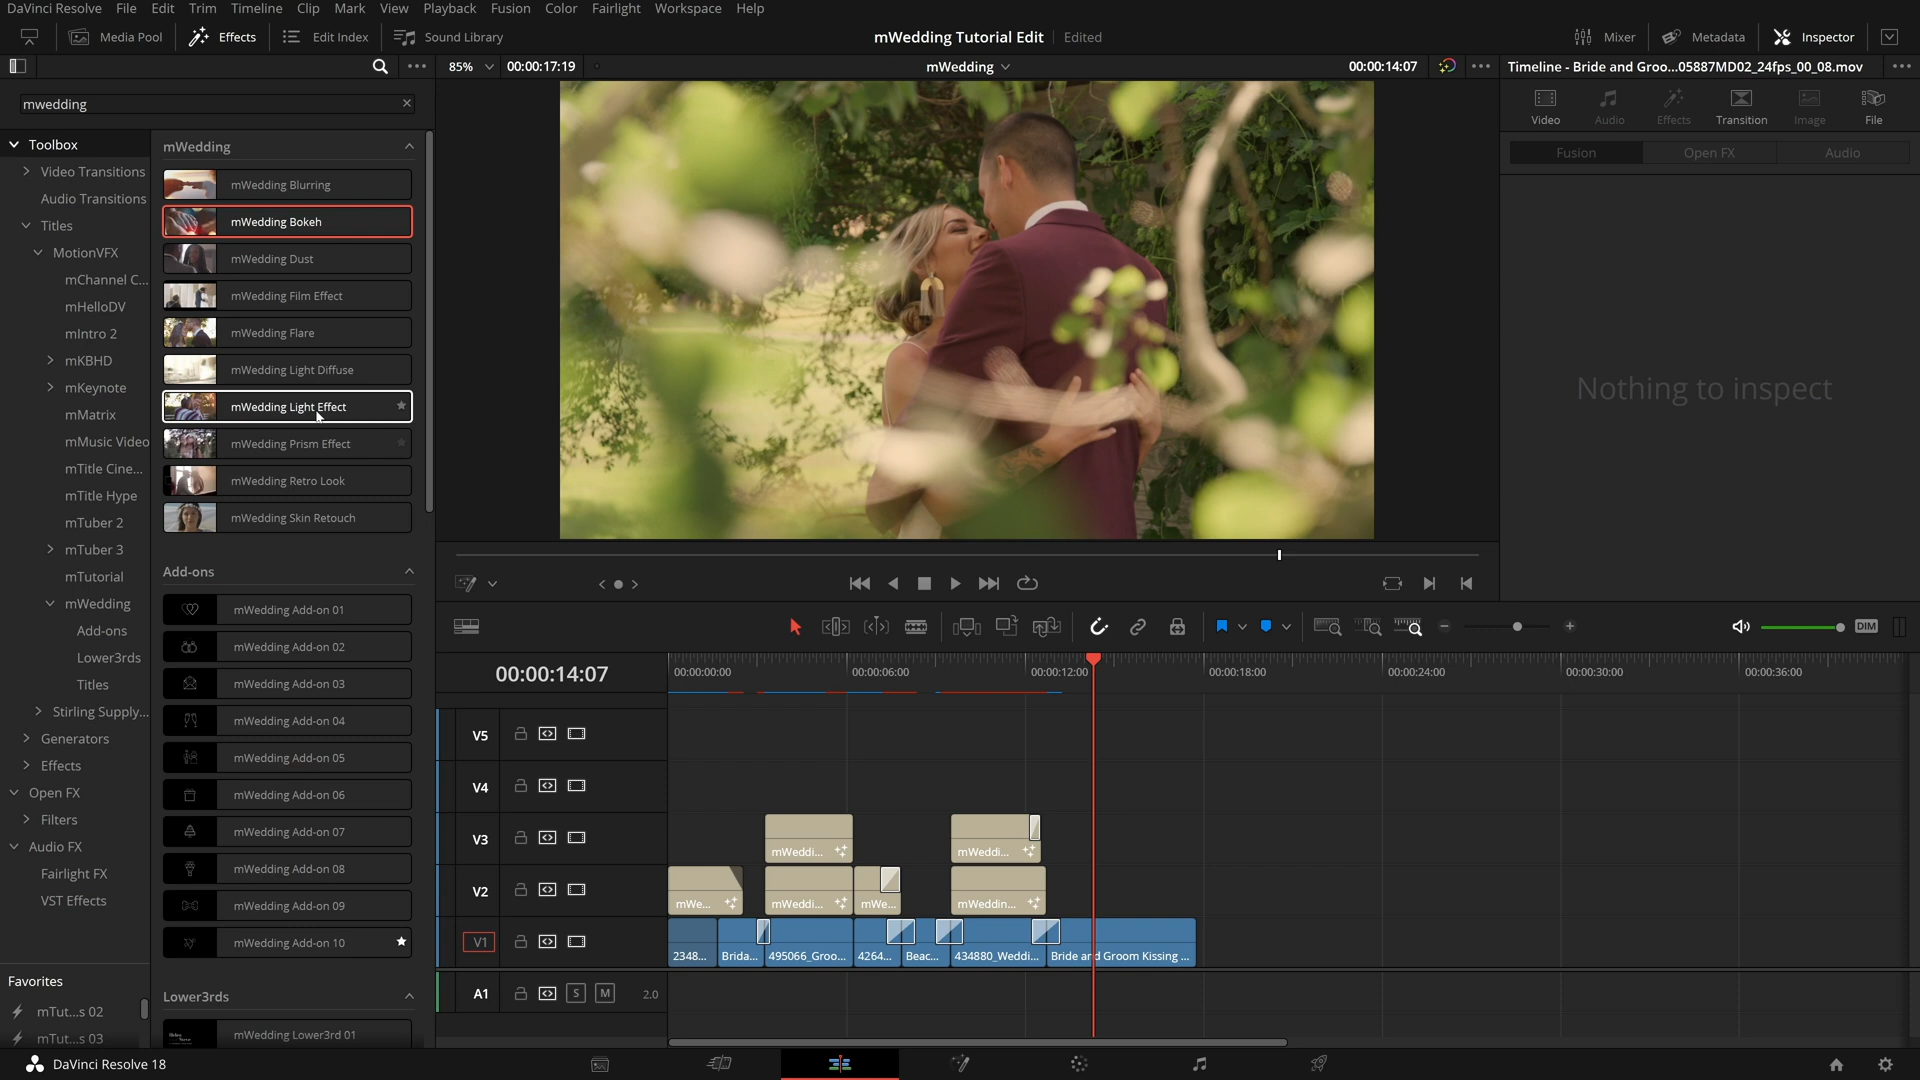 DaVinci Resolve File Edit Trim Timeline Clip Mark View Playback Fusion Color Fairlight Workspace Help
Media Pool Effects Edit Index Sound Library mWedding Tutorial Edit Edited Mixer Metadata Inspector
85% 00:00:17:19 mWedding 00:00:14:07 Timeline - Bride and Groo...05887MD02_24fps_00_08.mov
mwedding
Video Audio Effects Transition Image File
Fusion Open FX Audio
Nothing to inspect
Toolbox
Video Transitions
Audio Transitions
Titles
MotionVFX
mChannel C...
mHelloDV
mIntro 2
mKBHD
mKeynote
mMatrix
mMusic Video
mTitle Cine...
mTitle Hype
mTuber 2
mTuber 3
mTutorial
mWedding
Add-ons
Lower3rds
Titles
Stirling Supply...
Generators
Effects
Open FX
Filters
Audio FX
Fairlight FX
VST Effects
Favorites
mTut...s 02
mTut...s 03
mWedding
mWedding Blurring
mWedding Bokeh
mWedding Dust
mWedding Film Effect
mWedding Flare
mWedding Light Diffuse
mWedding Light Effect
mWedding Prism Effect
mWedding Retro Look
mWedding Skin Retouch
Add-ons
mWedding Add-on 01
mWedding Add-on 02
mWedding Add-on 03
mWedding Add-on 04
mWedding Add-on 05
mWedding Add-on 06
mWedding Add-on 07
mWedding Add-on 08
mWedding Add-on 09
mWedding Add-on 10
Lower3rds
mWedding Lower3rd 01
DIM
00:00:14:07 00:00:00:00 00:00:06:00 00:00:12:00 00:00:18:00 00:00:24:00 00:00:30:00 00:00:36:00
V5
V4
V3 mWeddi... mWeddi...
V2 mWe... mWeddi... mWe... mWeddin...
V1 2348... Brida... 495066_Groo... 4264... Beac... 434880_Weddi... Bride and Groom Kissing ...
A1 S M 2.0
DaVinci Resolve 18